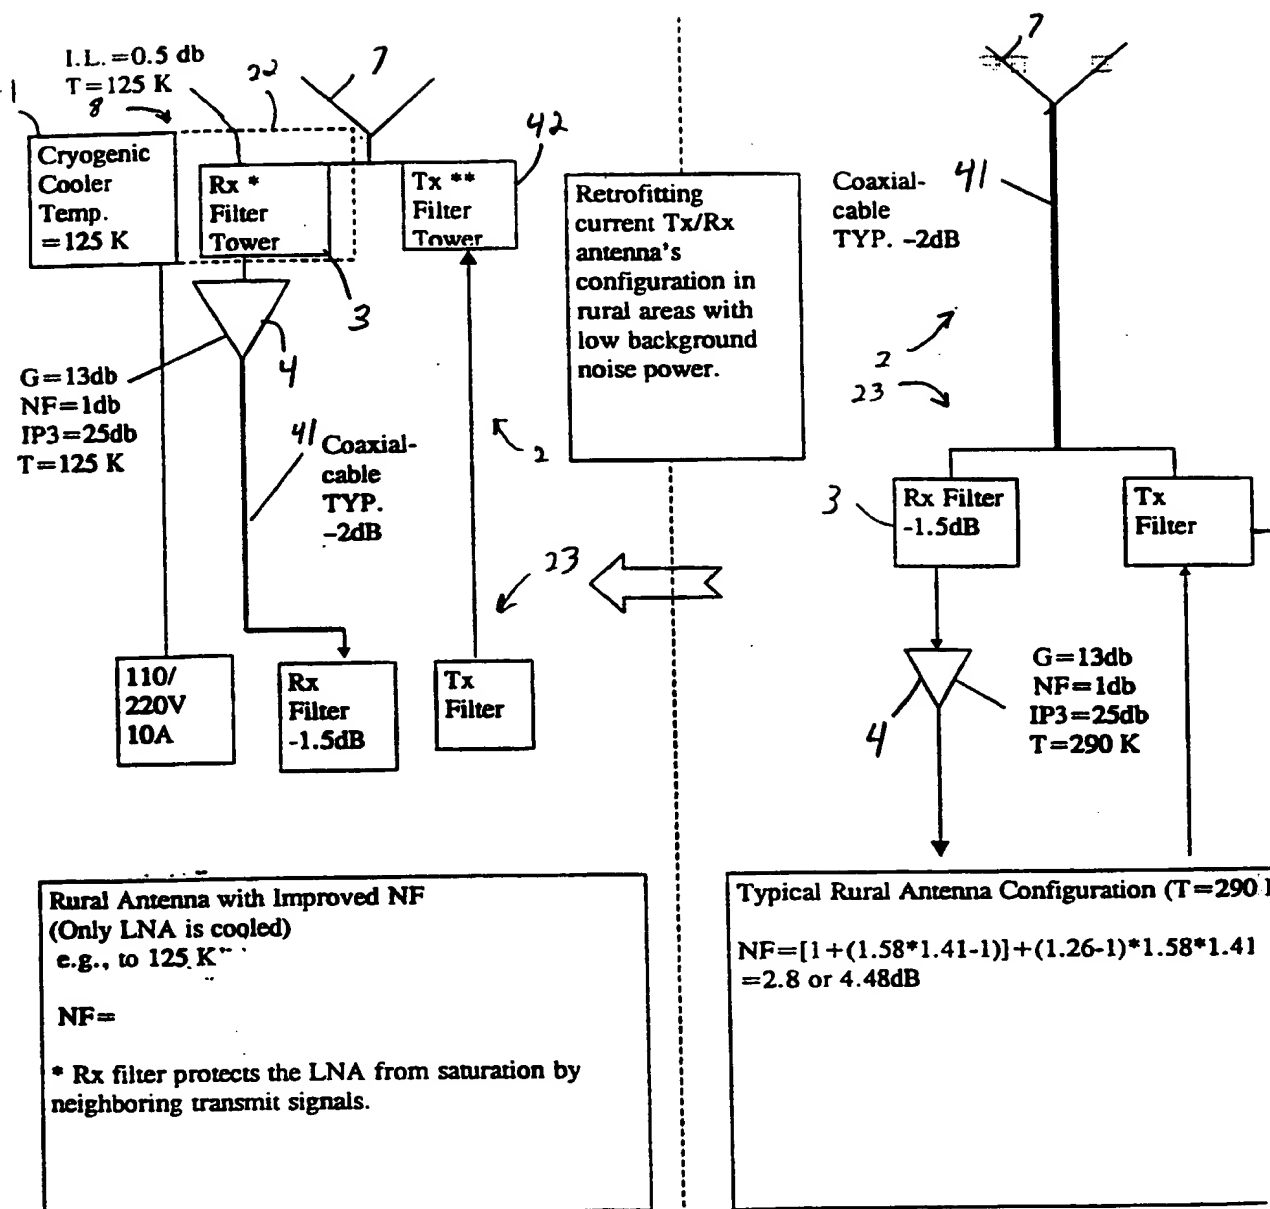 I.L.=0.5 db
T=125 K
8
22
7
1
Cryogenic
Cooler
Temp.
=125 K
Rx *
Filter
Tower
Tx **
Filter
Tower
42
3
4
G=13db
NF=1db
IP3=25db
T=125 K
41
Coaxial-
cable
TYP.
-2dB
2
23
110/
220V
10A
Rx
Filter
-1.5dB
Tx
Filter
Retrofitting
current Tx/Rx
antenna's
configuration in
rural areas with
low background
noise power.
7
Coaxial-
cable
TYP. -2dB
41
2
23
3
Rx Filter
-1.5dB
Tx
Filter
4
G=13db
NF=1db
IP3=25db
T=290 K
Rural Antenna with Improved NF
(Only LNA is cooled)
e.g., to 125 K
NF=
* Rx filter protects the LNA from saturation by
neighboring transmit signals.
Typical Rural Antenna Configuration (T=290
NF=[1+(1.58*1.41-1)]+(1.26-1)*1.58*1.41
=2.8 or 4.48dB